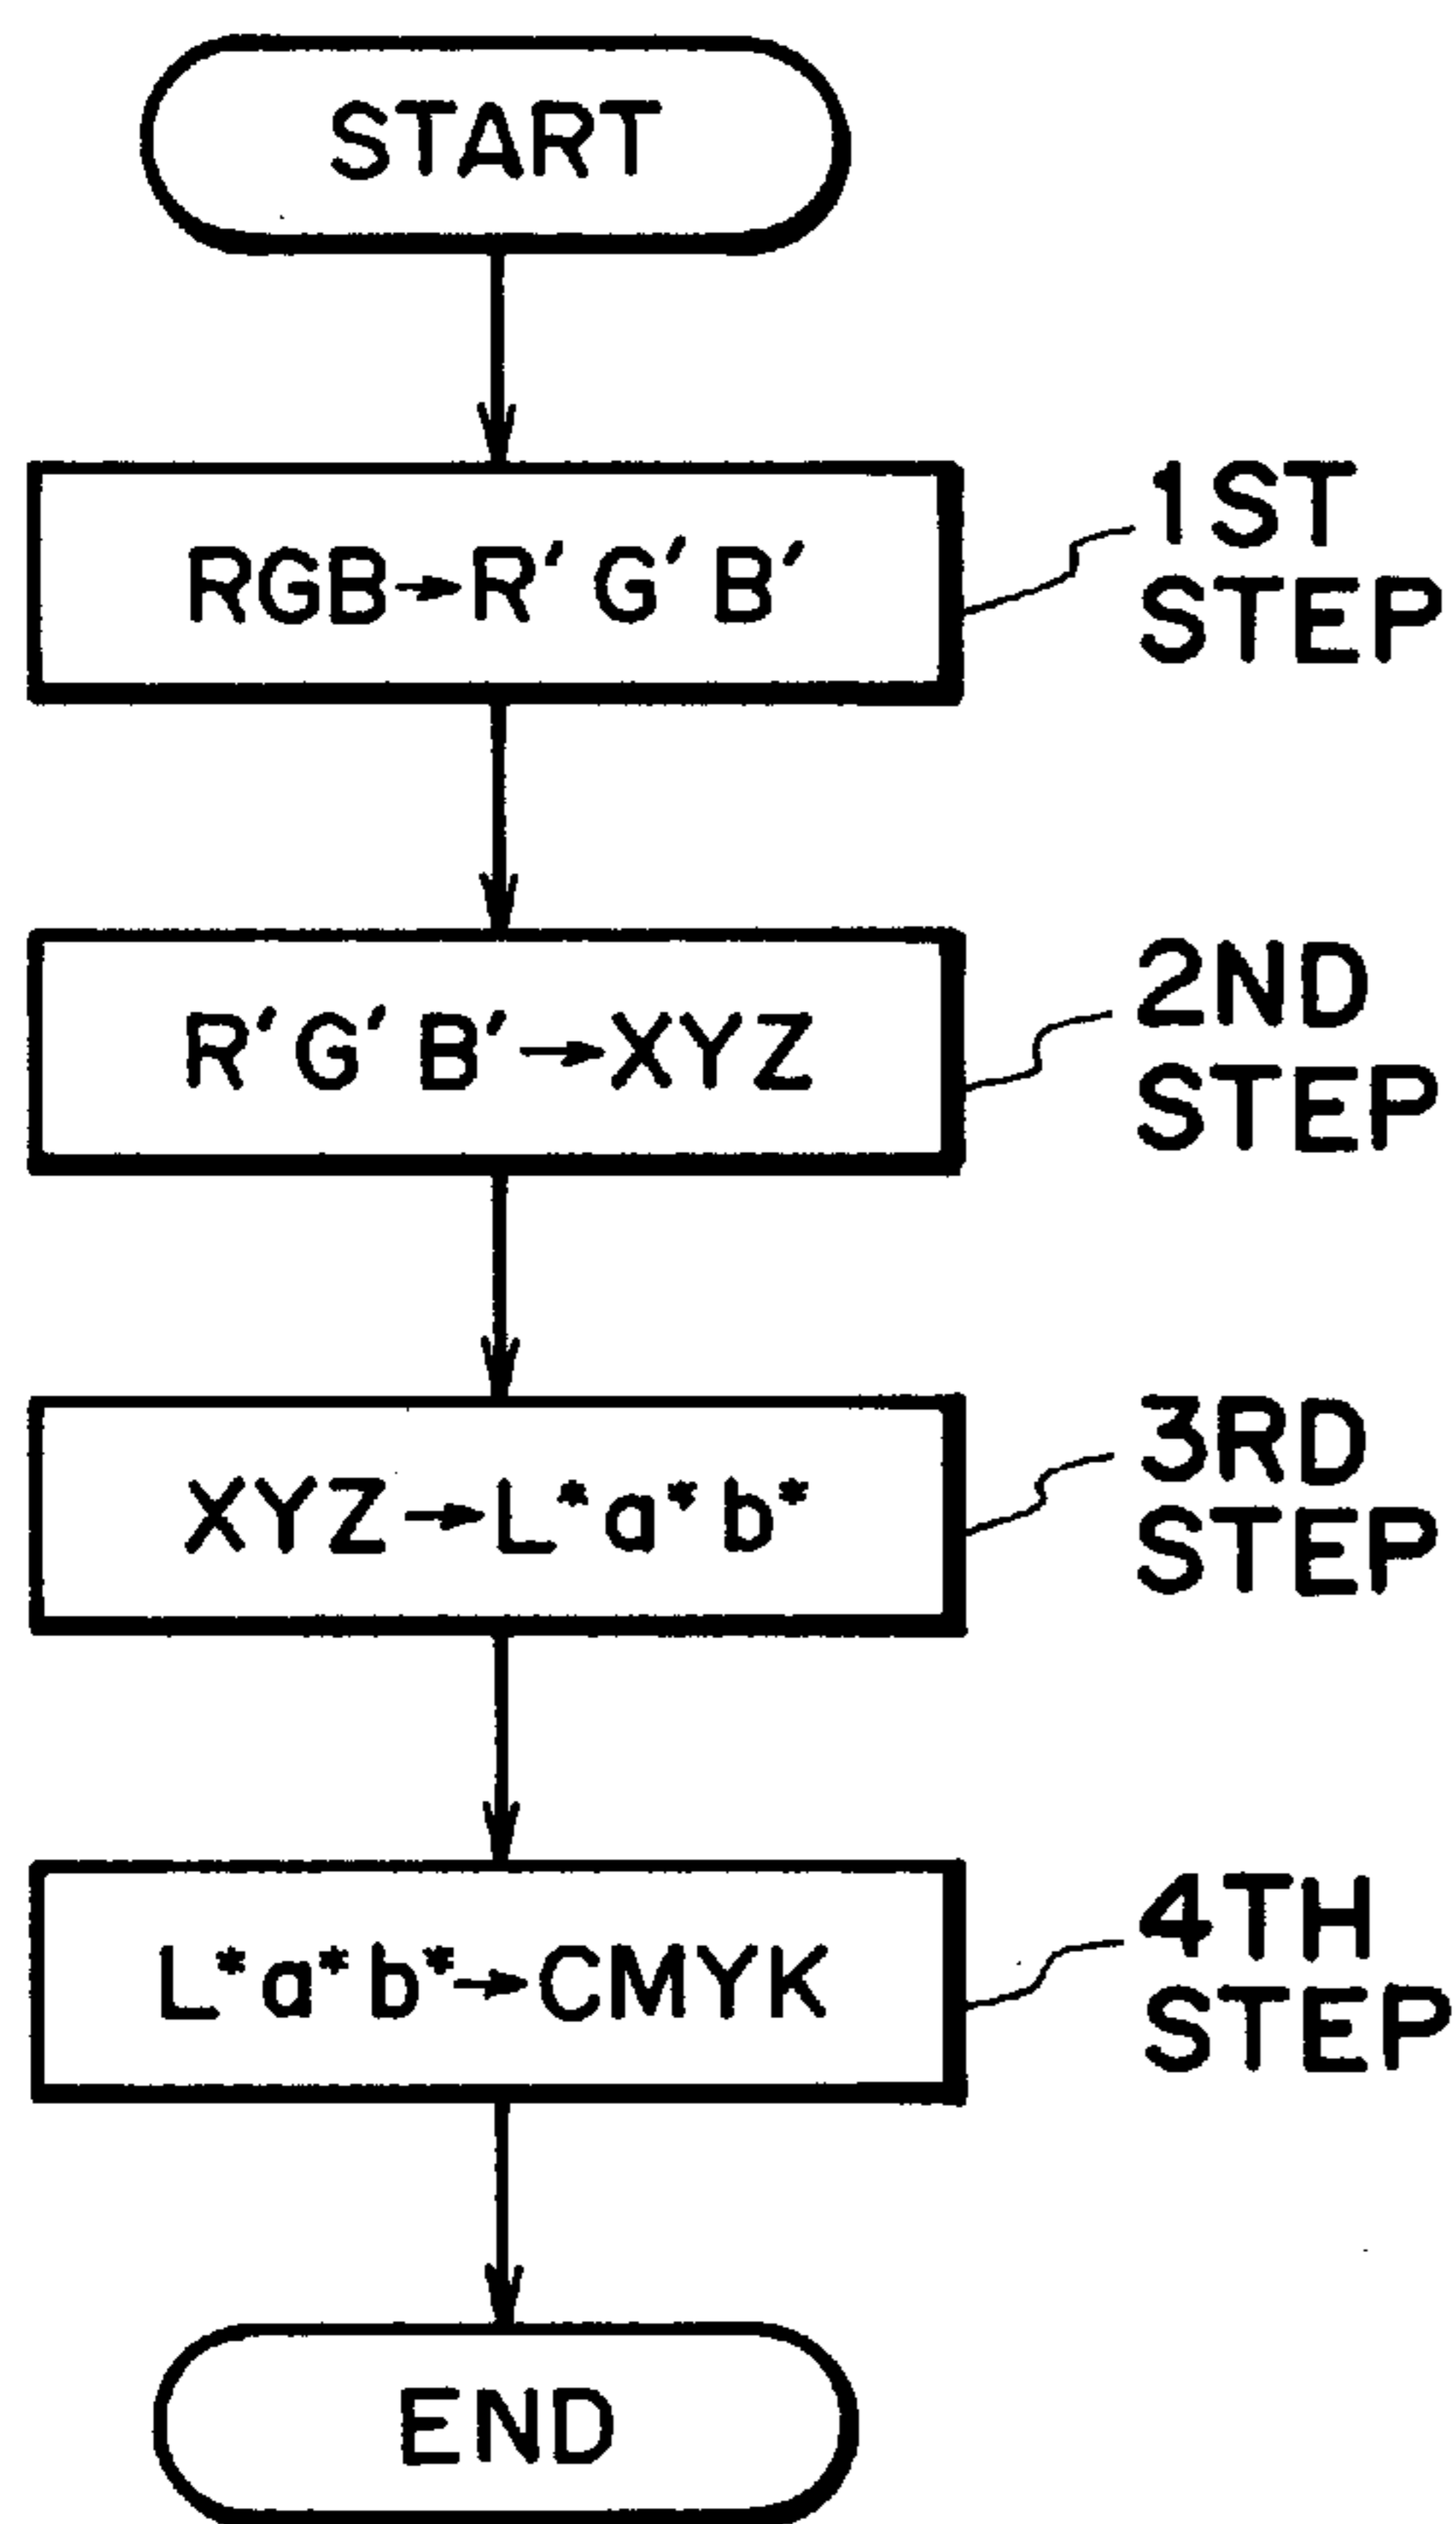 START
RGB→R'G'B'
1ST
STEP
R'G'B'→XYZ
2ND
STEP
XYZ→L*a*b*
3RD
STEP
L*a*b*→CMYK
4TH
STEP
END